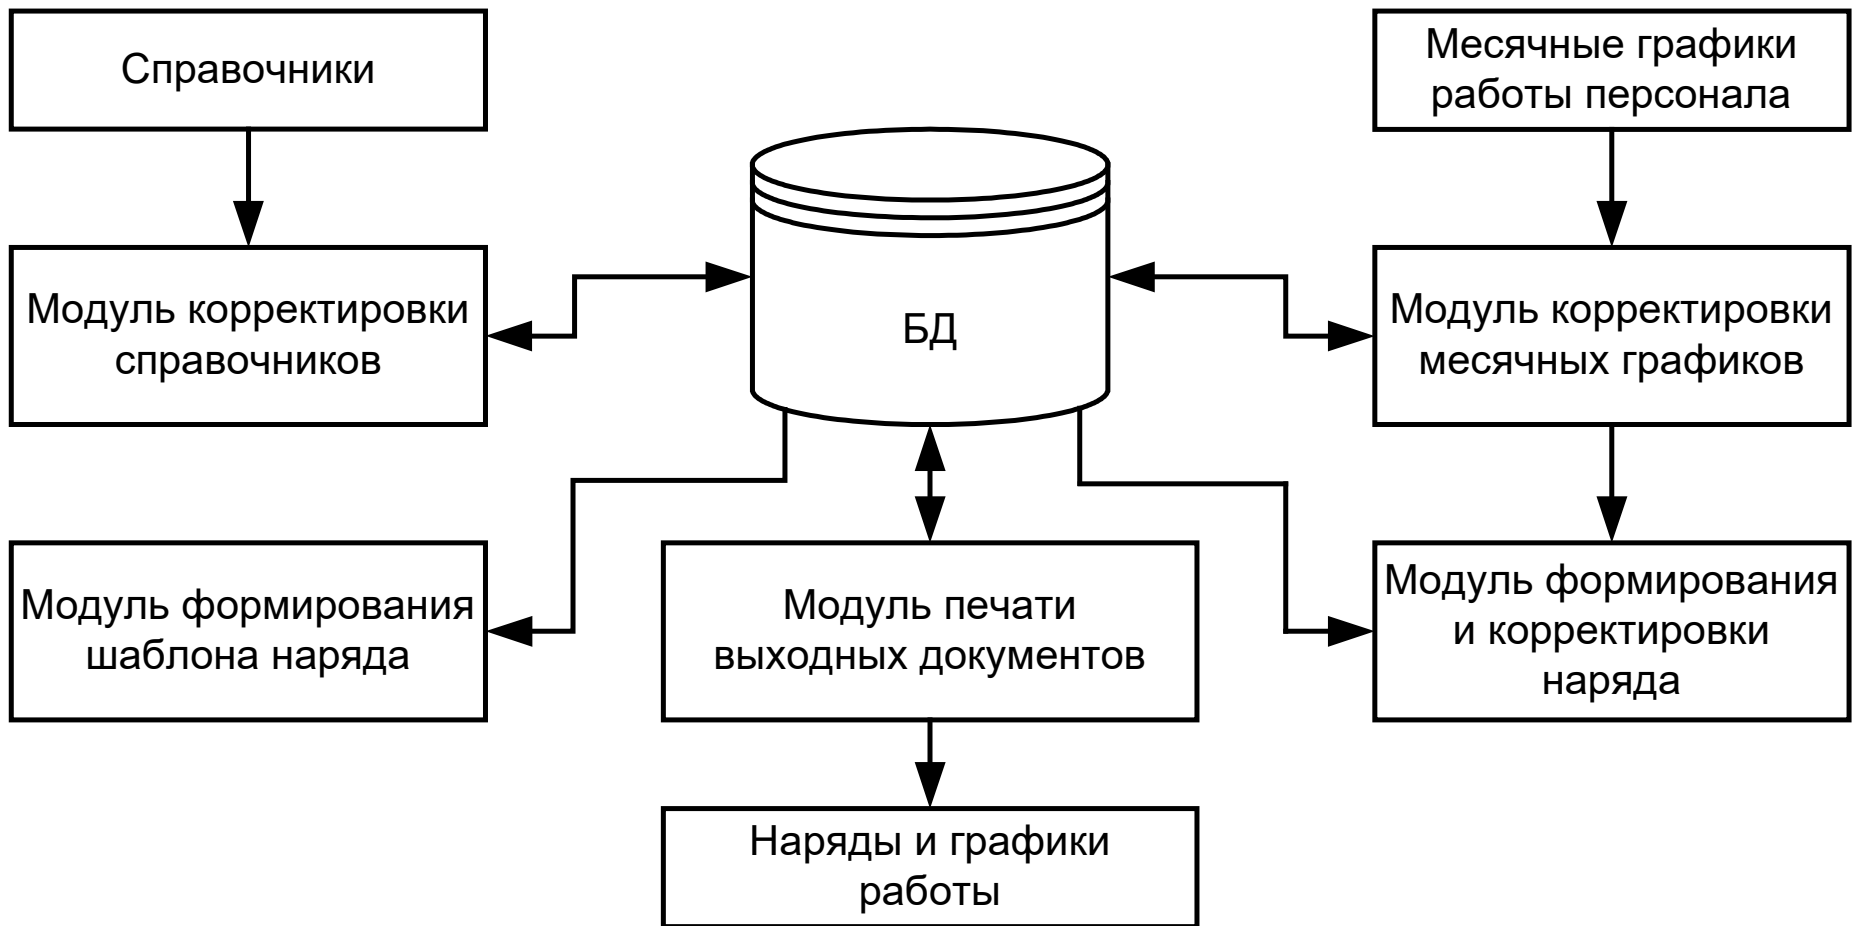 Справочники
Месячные графики
работы персонала
Модуль корректировки
справочников
БД
Модуль корректировки
месячных графиков
Модуль формирования
шаблона наряда
Модуль печати
выходных документов
Модуль формирования
и корректировки
наряда
Наряды и графики
работы